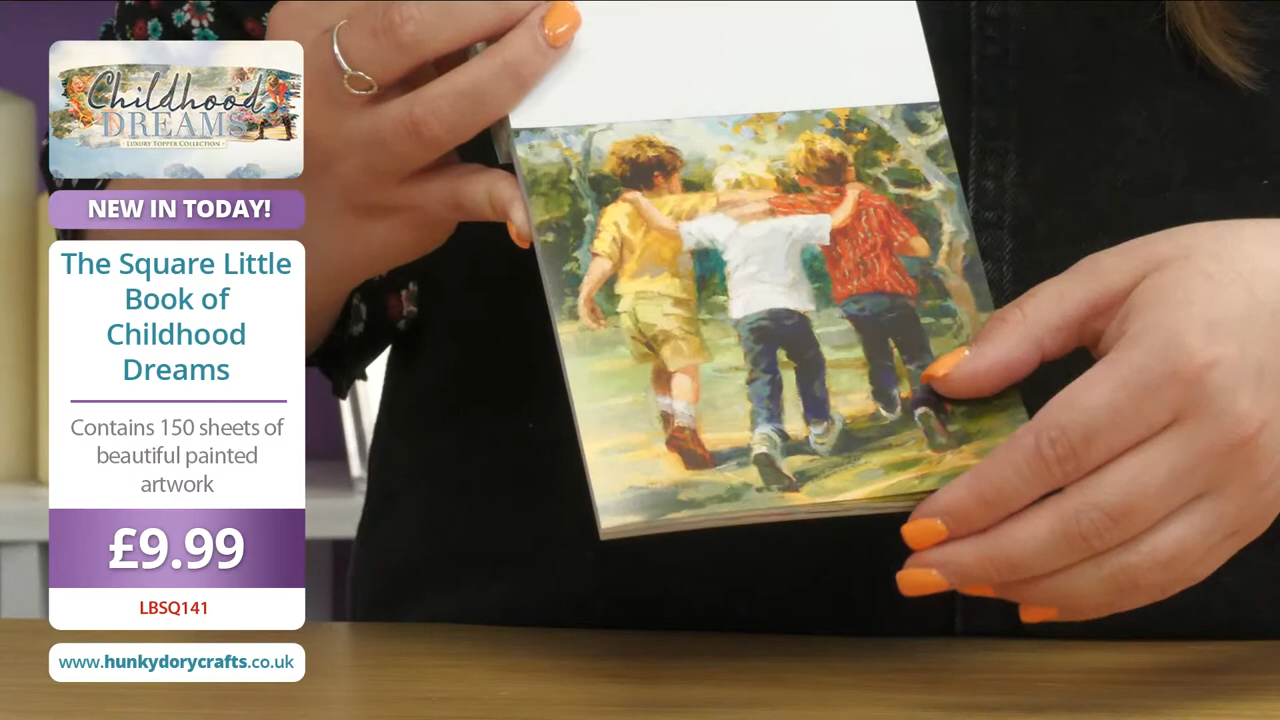 Childhood
DREAMS
- LUXURY TOPPER COLLECTION -
NEW IN TODAY!
The Square Little
Book of
Childhood
Dreams
Contains 150 sheets of
beautiful painted
artwork
£9.99
LBSQ141
www.hunkydorycrafts.co.uk